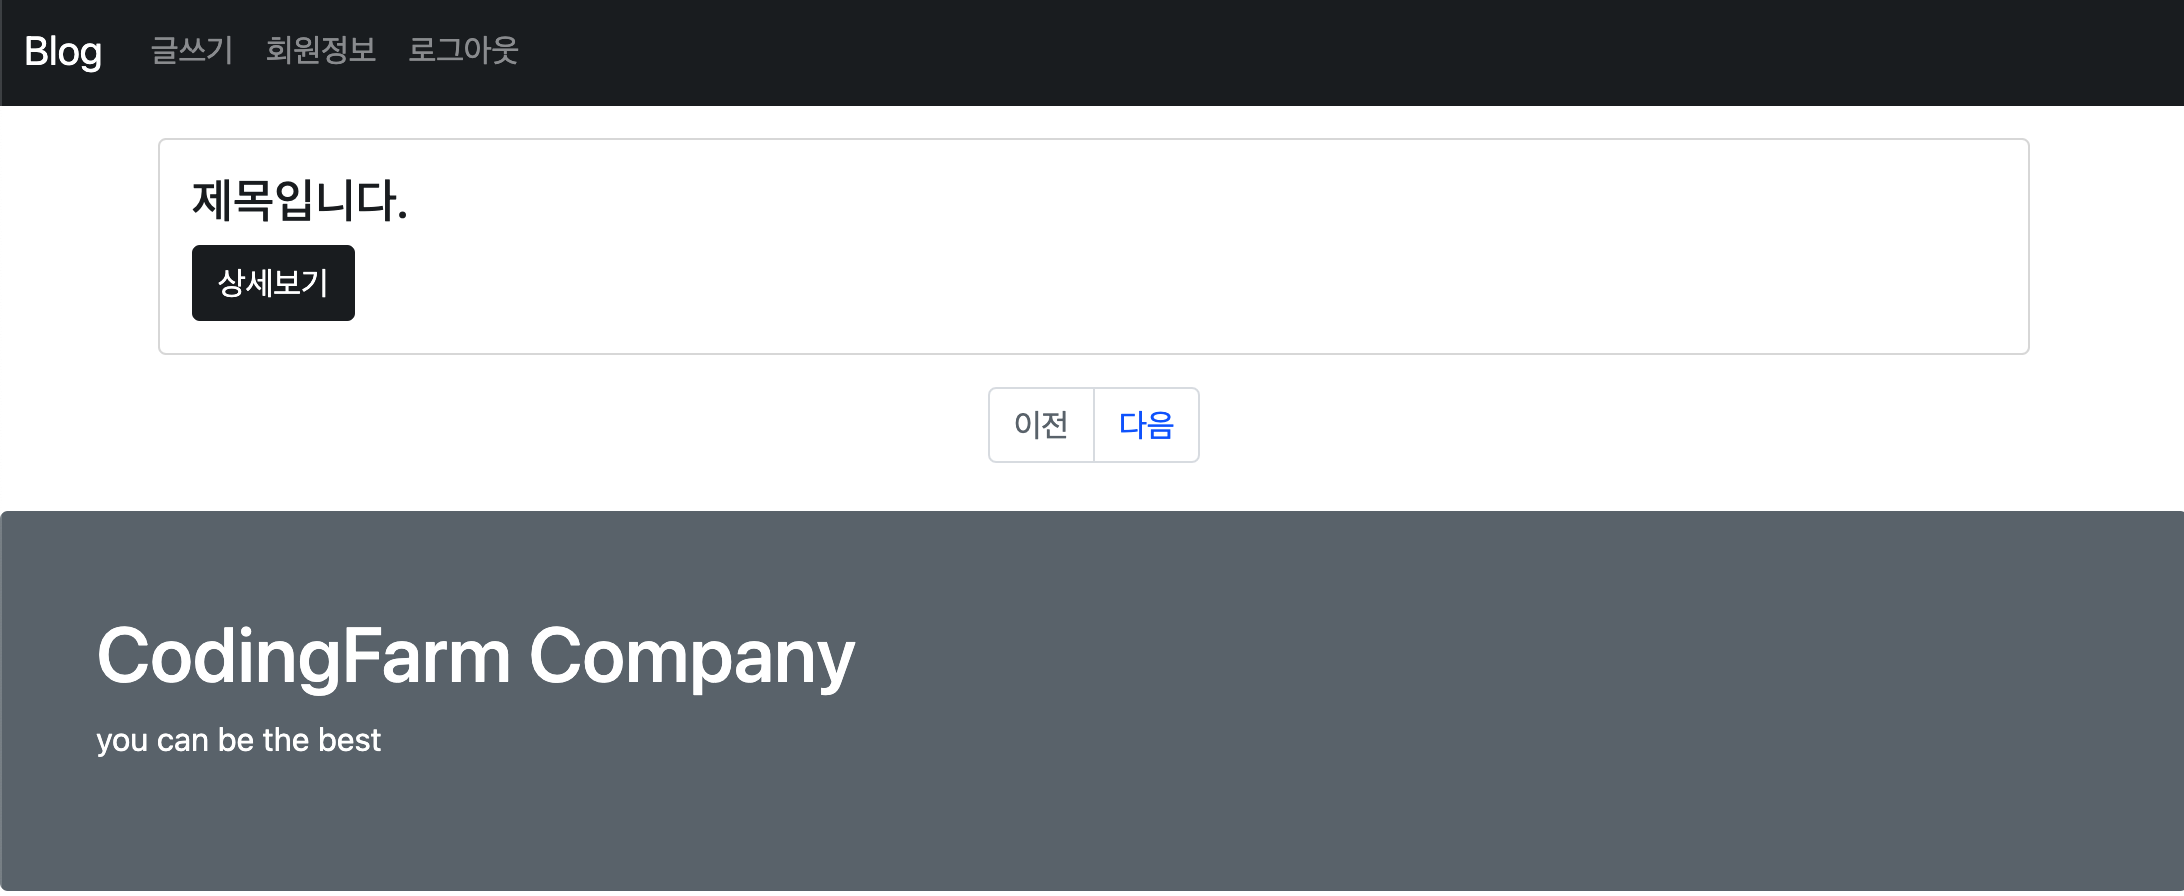 Blog 글쓰기 회원정보 로그아웃
제목입니다.
상세보기
이전 다음
CodingFarm Company
you can be the best